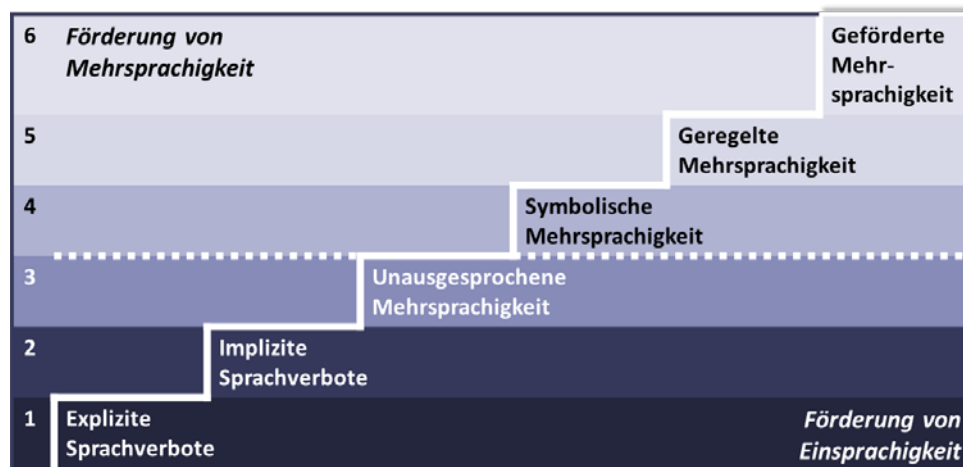 6 Förderung von
Mehrsprachigkeit
Geförderte
Mehr-
sprachigkeit
5 Geregelte
Mehrsprachigkeit
4 Symbolische
Mehrsprachigkeit
3 Unausgesprochene
Mehrsprachigkeit
2 Implizite
Sprachverbote
1 Explizite
Sprachverbote
Förderung von
Einsprachigkeit